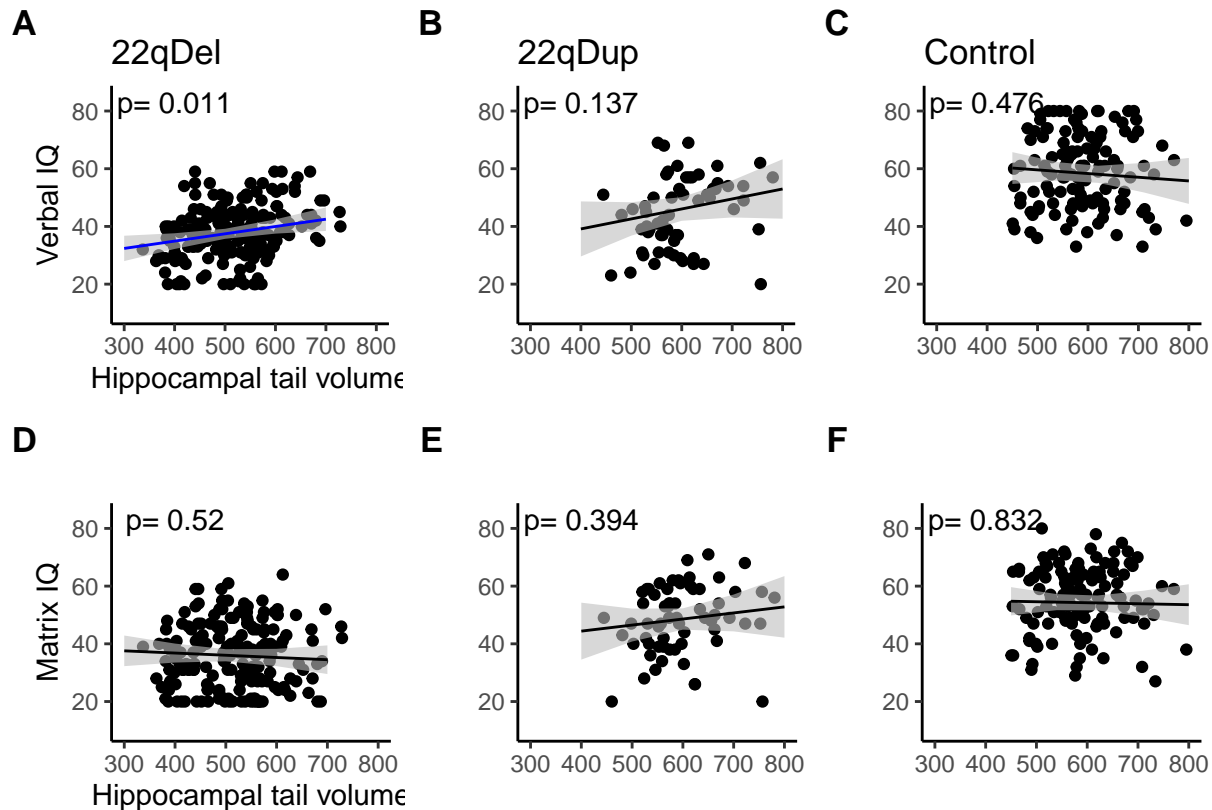 A B C
22qDel 22qDup Control
p= 0.011 p= 0.137 p= 0.476
Verbal IQ
80 80 80
60 60 60
40 40 40
20 20 20
300 400 500 600 700 800 300 400 500 600 700 800 300 400 500 600 700 800
Hippocampal tail volume
D E F
p= 0.52 p= 0.394 p= 0.832
Matrix IQ
80 80 80
60 60 60
40 40 40
20 20 20
300 400 500 600 700 800 300 400 500 600 700 800 300 400 500 600 700 800
Hippocampal tail volume